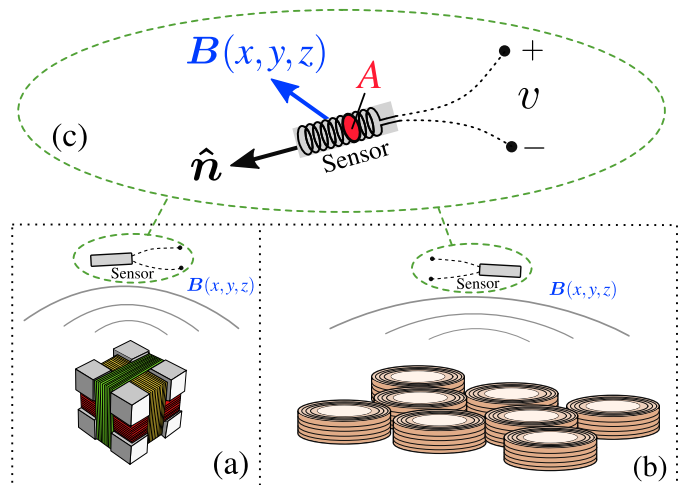 B(x, y, z)
A
+
v
(c)
Sensor
n̂
−
Sensor
B(x,y,z)
(a)
Sensor
B(x,y,z)
(b)